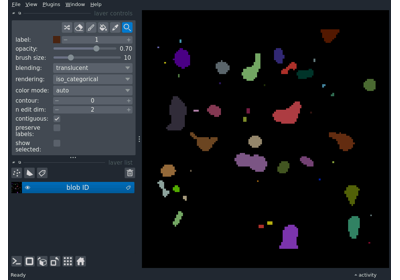 File View Plugins Window Help
layer controls
label: 1
opacity: 0.70
brush size: 10
blending: translucent
rendering: iso_categorical
color mode: auto
contour: 0
n edit dim: 2
contiguous:
preserve
labels:
show
selected:
layer list
blob ID
Ready
activity